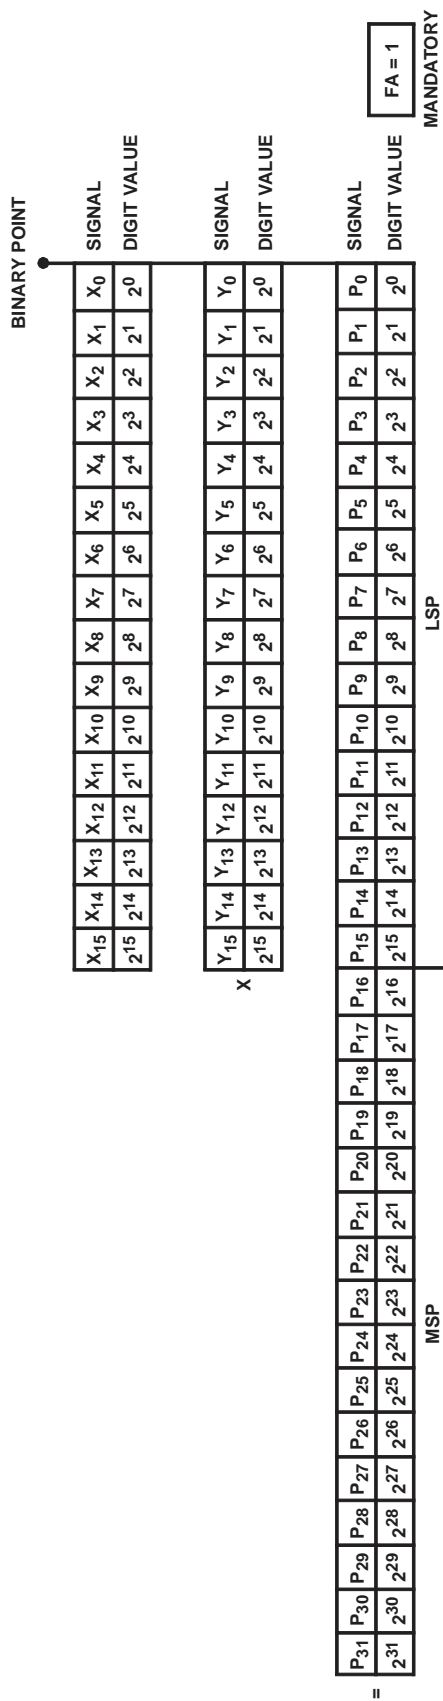 BINARY POINT
X15 X14 X13 X12 X11 X10 X9 X8 X7 X6 X5 X4 X3 X2 X1 X0 SIGNAL
2^15 2^14 2^13 2^12 2^11 2^10 2^9 2^8 2^7 2^6 2^5 2^4 2^3 2^2 2^1 2^0 DIGIT VALUE
Y15 Y14 Y13 Y12 Y11 Y10 Y9 Y8 Y7 Y6 Y5 Y4 Y3 Y2 Y1 Y0 SIGNAL
X 2^15 2^14 2^13 2^12 2^11 2^10 2^9 2^8 2^7 2^6 2^5 2^4 2^3 2^2 2^1 2^0 DIGIT VALUE
P31 P30 P29 P28 P27 P26 P25 P24 P23 P22 P21 P20 P19 P18 P17 P16 P15 P14 P13 P12 P11 P10 P9 P8 P7 P6 P5 P4 P3 P2 P1 P0 SIGNAL
= 2^31 2^30 2^29 2^28 2^27 2^26 2^25 2^24 2^23 2^22 2^21 2^20 2^19 2^18 2^17 2^16 2^15 2^14 2^13 2^12 2^11 2^10 2^9 2^8 2^7 2^6 2^5 2^4 2^3 2^2 2^1 2^0 DIGIT VALUE
FA = 1
MSP LSP MANDATORY